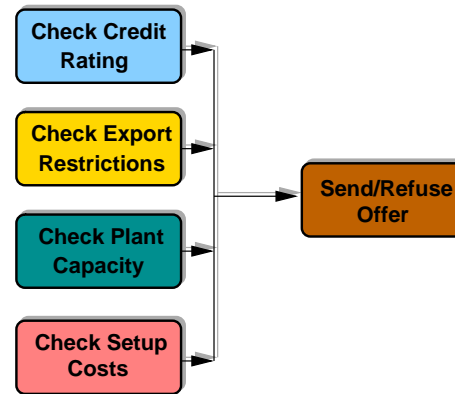 Check Credit
Rating
Check Export
Restrictions
Check Plant
Capacity
Check Setup
Costs
Send/Refuse
Offer